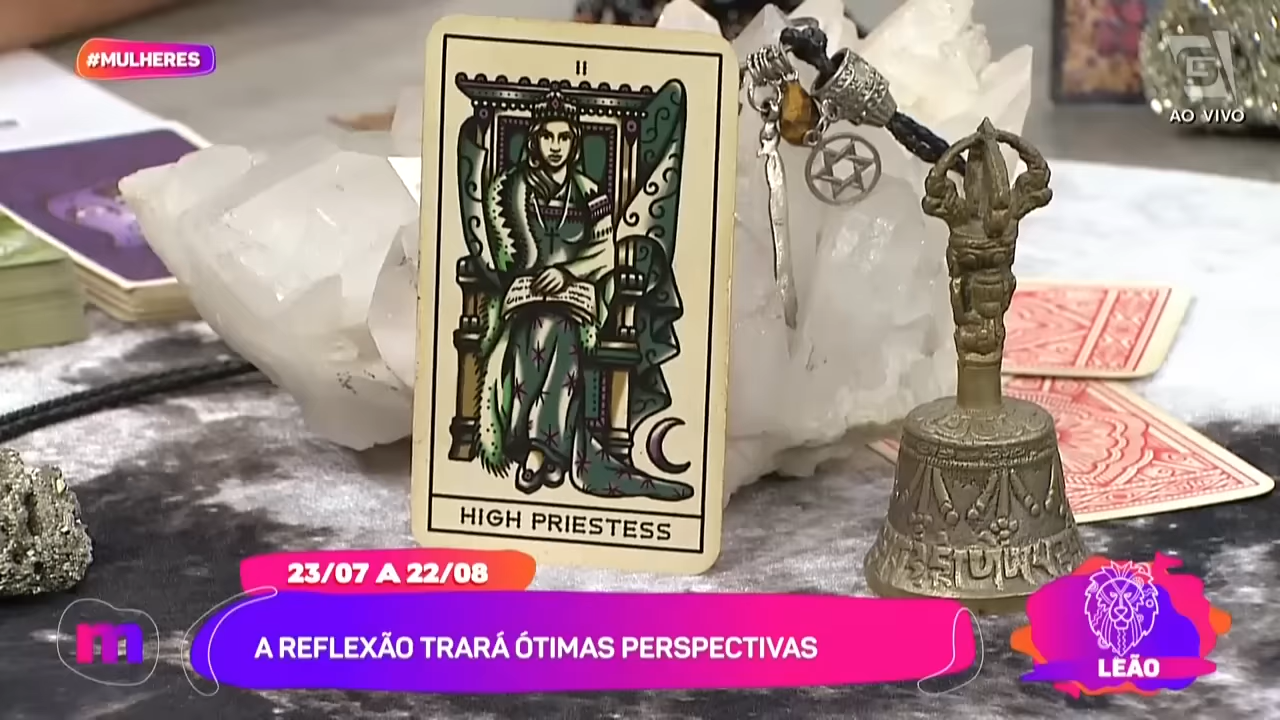 #MULHERES
AO VIVO
II
HIGH PRIESTESS
23/07 A 22/08
m
A REFLEXÃO TRARÁ ÓTIMAS PERSPECTIVAS
LEÃO